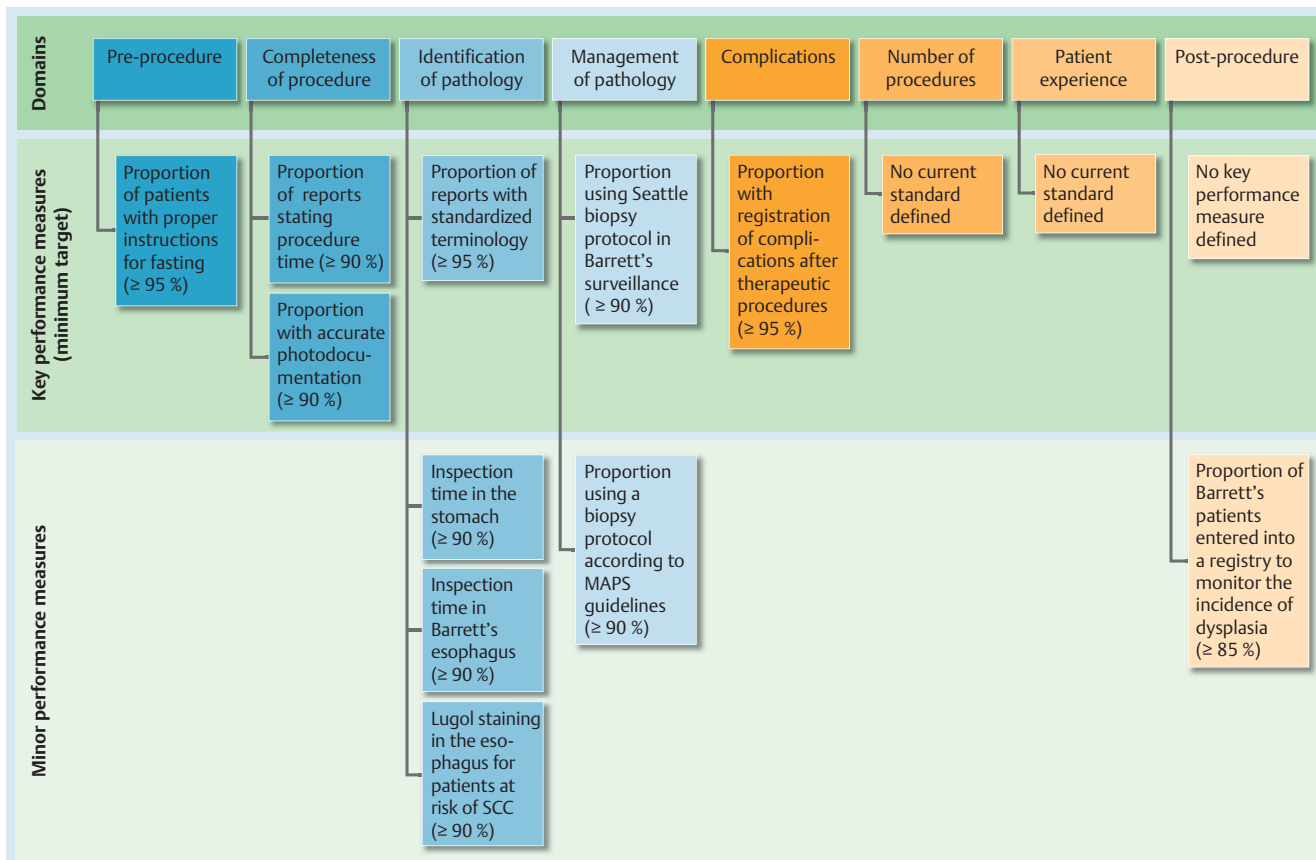 Domains
Pre-procedure
Completeness
of procedure
Identification
of pathology
Management
of pathology
Complications
Number of
procedures
Patient
experience
Post-procedure
Key performance measures
(minimum target)
Proportion
of patients
with proper
instructions
for fasting
(≥ 95 %)
Proportion
of reports
stating
procedure
time (≥ 90 %)
Proportion
with accurate
photodocu-
mentation
(≥ 90 %)
Proportion of
reports with
standardized
terminology
(≥ 95 %)
Proportion
using Seattle
biopsy
protocol in
Barrett’s
surveillance
( ≥ 90 %)
Proportion
with
registration
of compli-
cations after
therapeutic
procedures
(≥ 95 %)
No current
standard
defined
No current
standard
defined
No key
performance
measure
defined
Minor performance measures
Inspection
time in the
stomach
(≥ 90 %)
Inspection
time in
Barrett’s
esophagus
(≥ 90 %)
Lugol staining
in the eso-
phagus for
patients at
risk of SCC
(≥ 90 %)
Proportion
using a
biopsy
protocol
according to
MAPS
guidelines
(≥ 90 %)
Proportion of
Barrett’s
patients
entered into
a registry to
monitor the
incidence of
dysplasia
(≥ 85 %)